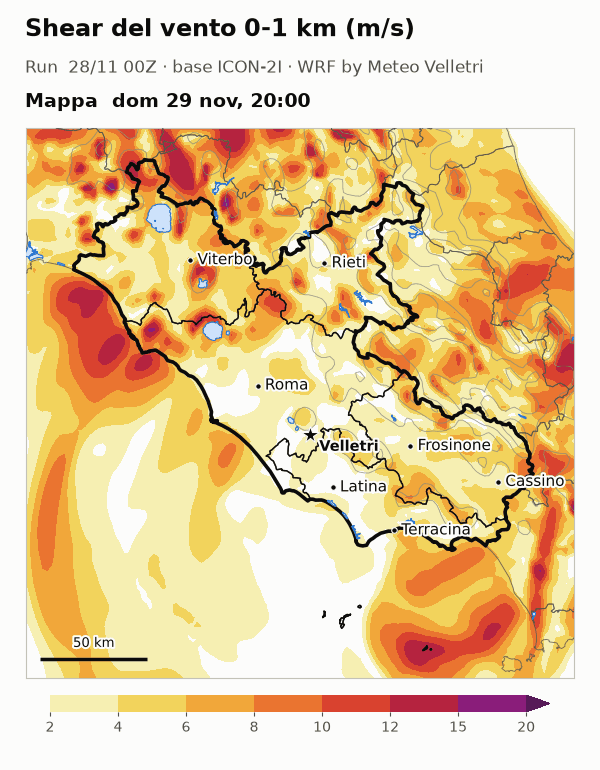 Shear del vento 0-1 km (m/s)
Run  28/11 00Z · base ICON-2I · WRF by Meteo Velletri
Mappa  dom 29 nov, 20:00
Viterbo
Rieti
Roma
Velletri
Frosinone
Cassino
Latina
Terracina
50 km
2 4 6 8 10 12 15 20